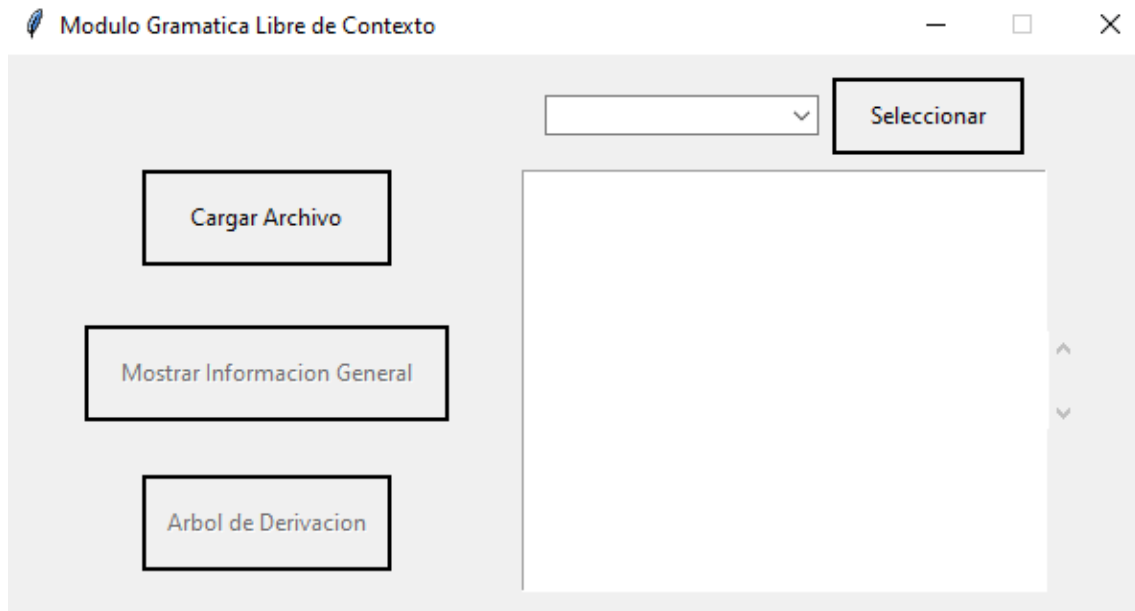 Modulo Gramatica Libre de Contexto
Seleccionar
Cargar Archivo
Mostrar Informacion General
Arbol de Derivacion